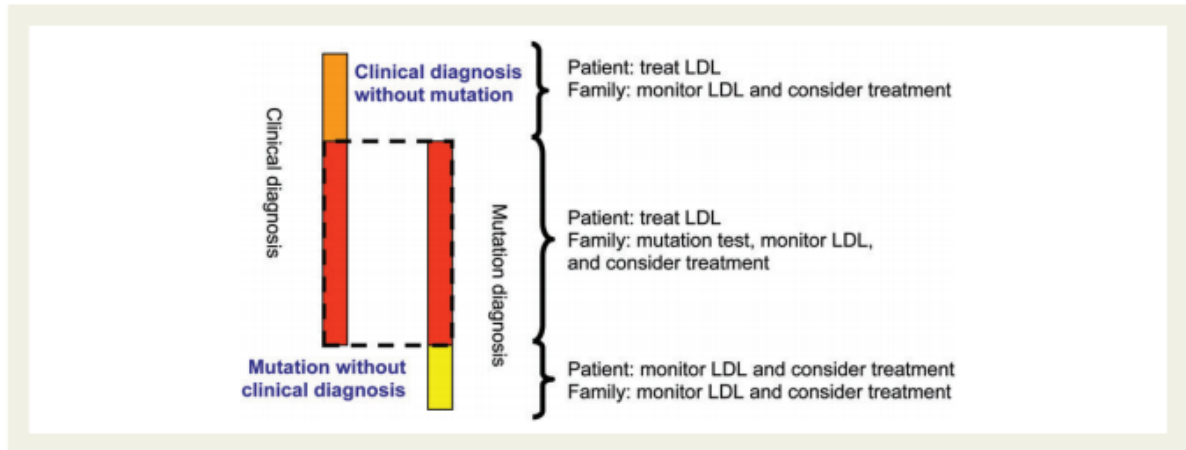 Clinical diagnosis
without mutation
Patient: treat LDL
Family: monitor LDL and consider treatment
Clinical diagnosis
Mutation diagnosis
Patient: treat LDL
Family: mutation test, monitor LDL,
and consider treatment
Mutation without
clinical diagnosis
Patient: monitor LDL and consider treatment
Family: monitor LDL and consider treatment